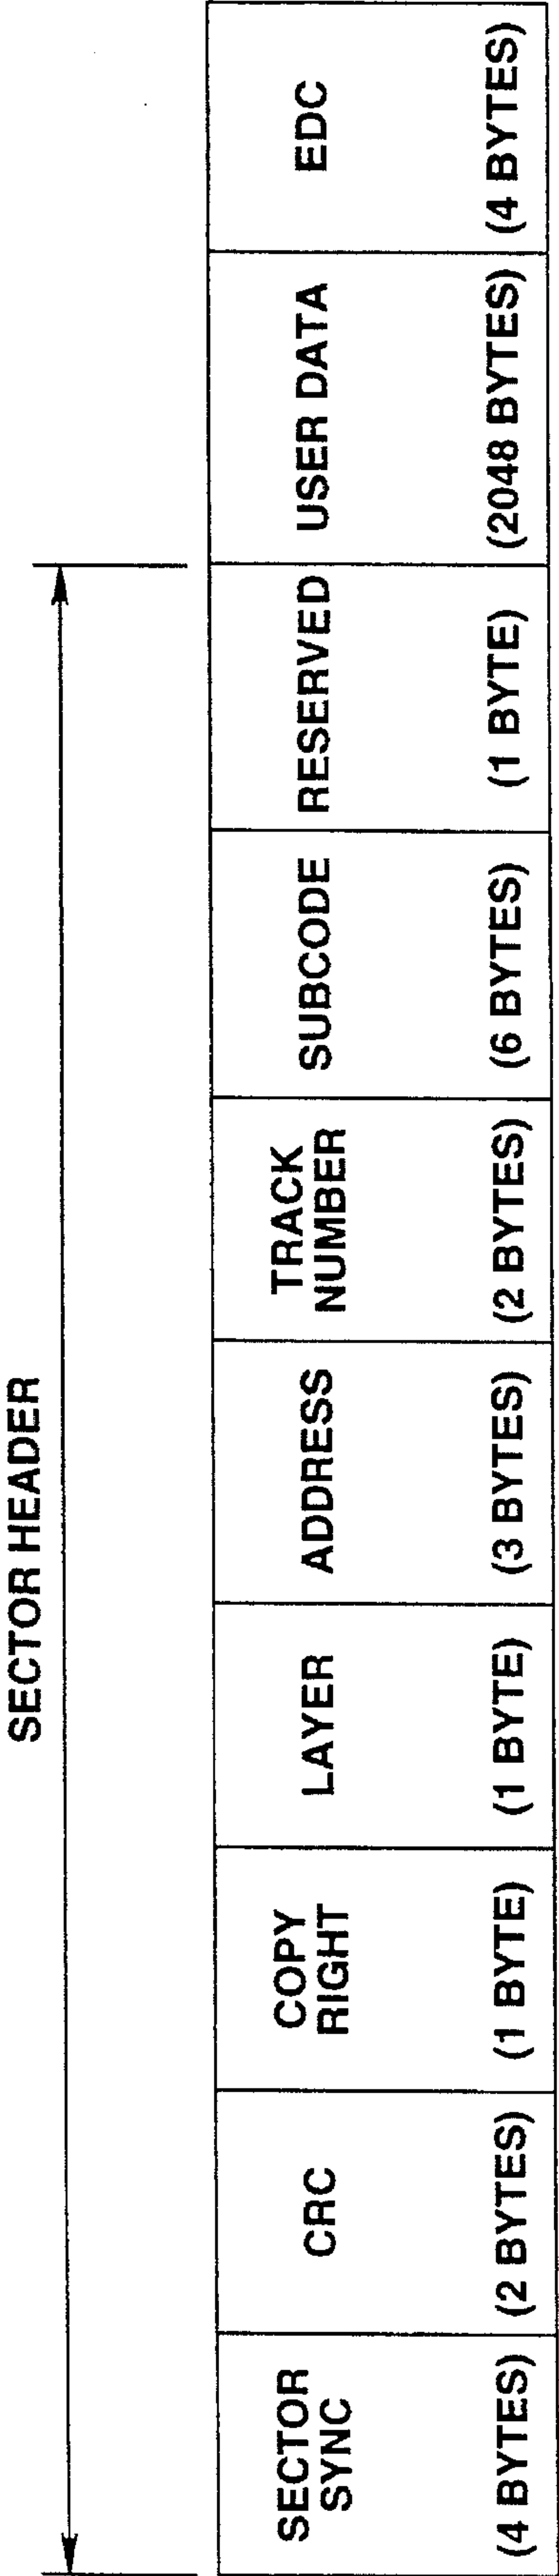 SECTOR HEADER
SECTOR
SYNC
(4 BYTES)
CRC
(2 BYTES)
COPY
RIGHT
(1 BYTE)
LAYER
(1 BYTE)
ADDRESS
(3 BYTES)
TRACK
NUMBER
(2 BYTES)
SUBCODE
(6 BYTES)
RESERVED
(1 BYTE)
USER DATA
(2048 BYTES)
EDC
(4 BYTES)